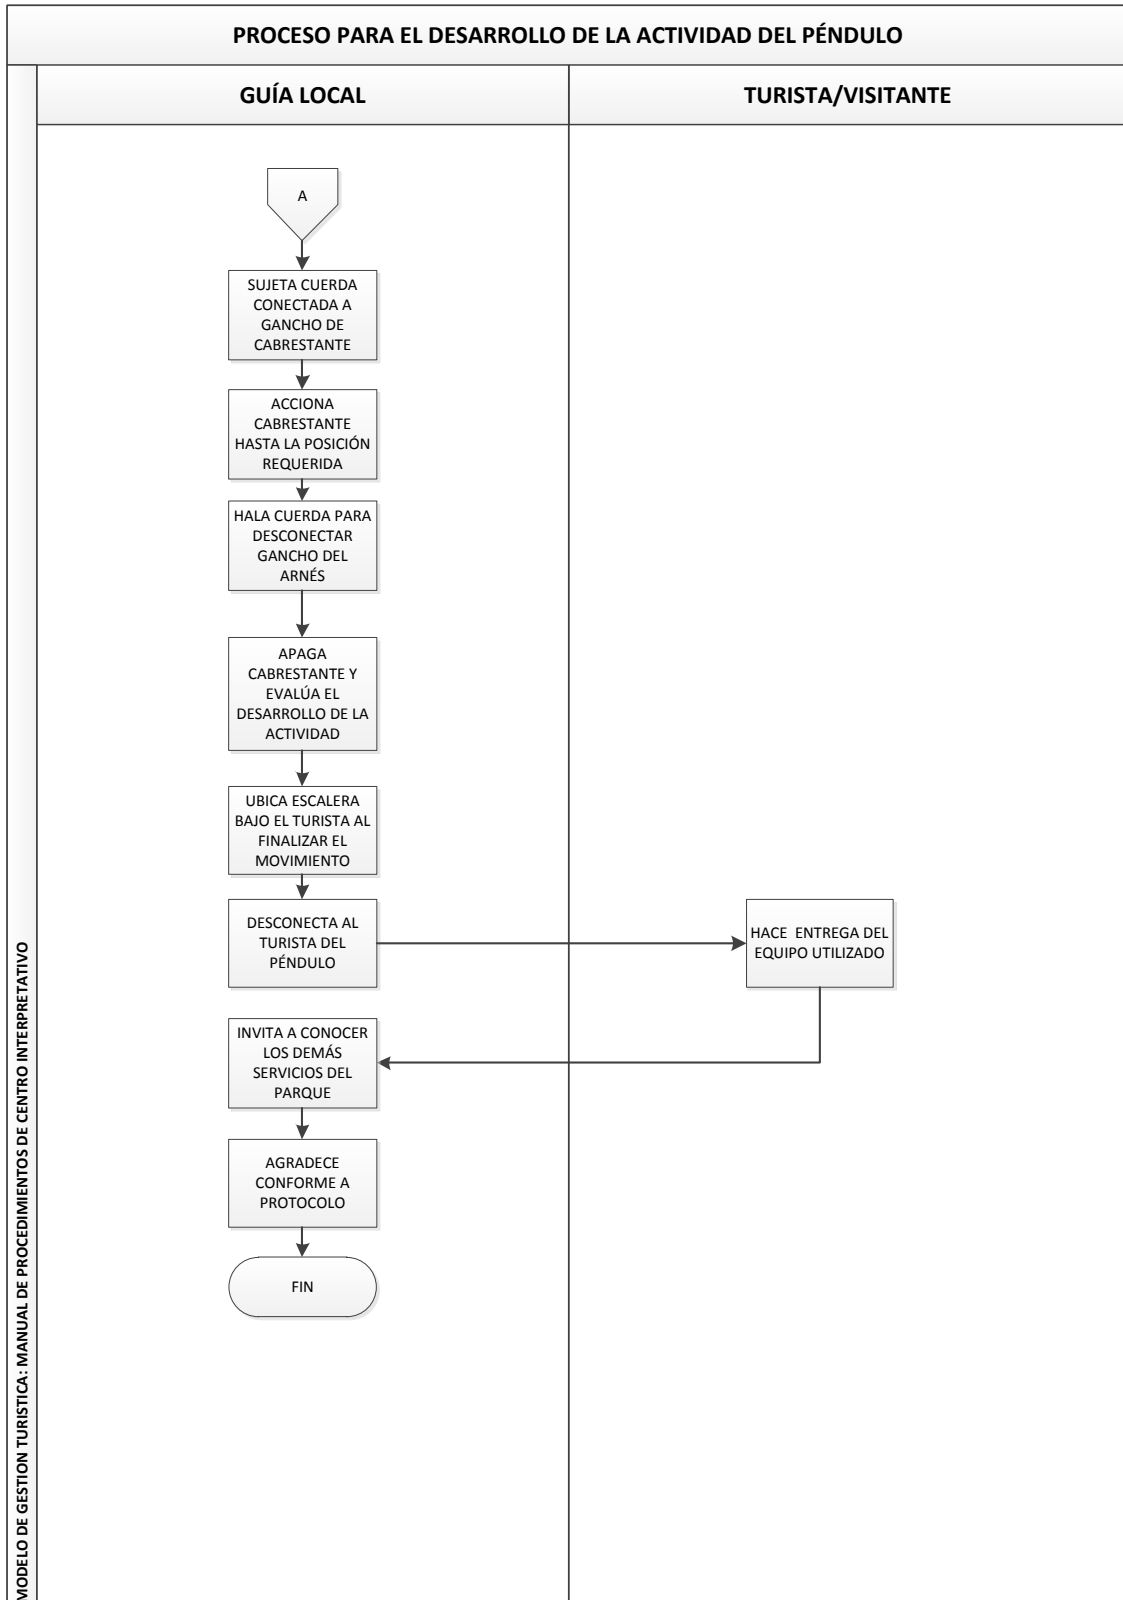 PROCESO PARA EL DESARROLLO DE LA ACTIVIDAD DEL PÉNDULO
GUÍA LOCAL
TURISTA/VISITANTE
A
SUJETA CUERDA
CONECTADA A
GANCHO DE
CABRESTANTE
ACCIONA
CABRESTANTE
HASTA LA POSICIÓN
REQUERIDA
HALA CUERDA PARA
DESCONECTAR
GANCHO DEL
ARNÉS
APAGA
CABRESTANTE Y
EVALÚA EL
DESARROLLO DE LA
ACTIVIDAD
UBICA ESCALERA
BAJO EL TURISTA AL
FINALIZAR EL
MOVIMIENTO
DESCONECTA AL
TURISTA DEL
PÉNDULO
HACE ENTREGA DEL
EQUIPO UTILIZADO
INVITA A CONOCER
LOS DEMÁS
SERVICIOS DEL
PARQUE
AGRADECE
CONFORME A
PROTOCOLO
FIN
MODELO DE GESTION TURISTICA: MANUAL DE PROCEDIMIENTOS DE CENTRO INTERPRETATIVO